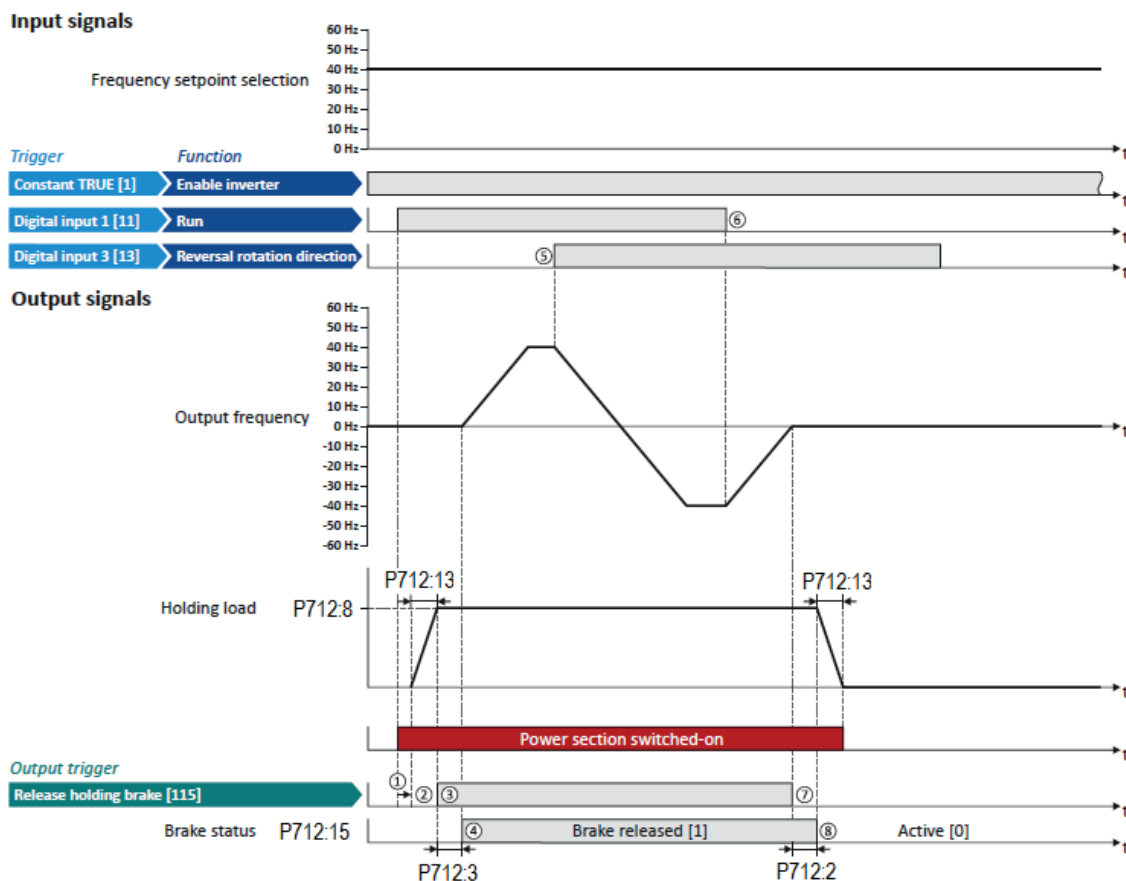 Input signals
60 Hz
50 Hz
40 Hz
30 Hz
20 Hz
10 Hz
0 Hz
Frequency setpoint selection
t
Trigger Function
Constant TRUE [1] Enable inverter
t
Digital input 1 [11] Run
⑥
t
Digital input 3 [13] Reversal rotation direction
⑤
t
Output signals
60 Hz
50 Hz
40 Hz
30 Hz
20 Hz
10 Hz
0 Hz
-10 Hz
-20 Hz
-30 Hz
-40 Hz
-50 Hz
-60 Hz
Output frequency
t
P712:13 P712:13
Holding load P712:8
t
Power section switched-on
t
Output trigger
①
Release holding brake [115] ② ③ ⑦
t
Brake status P712:15 ④ Brake released [1] ⑧ Active [0]
t
P712:3 P712:2